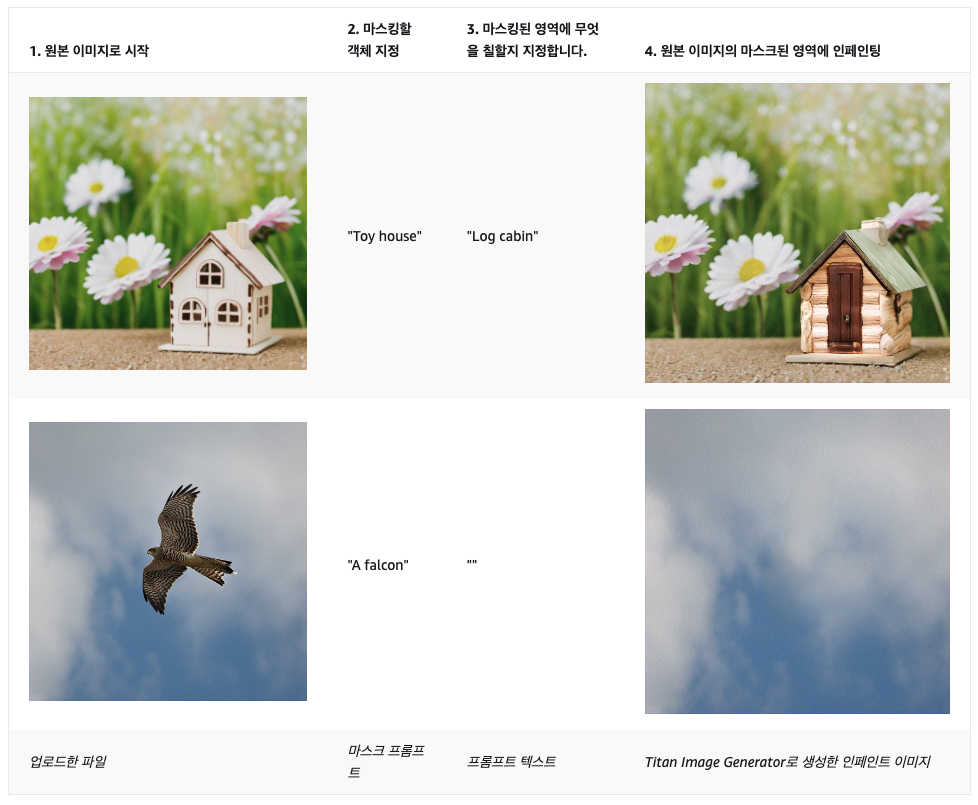 1. 원본 이미지로 시작
2. 마스킹할
객체 지정
3. 마스킹된 영역에 무엇
을 칠할지 지정합니다.
4. 원본 이미지의 마스크된 영역에 인페인팅
"Toy house"
"Log cabin"
"A falcon"
""
업로드한 파일
마스크 프롬프
트
프롬프트 텍스트
Titan Image Generator로 생성한 인페인트 이미지